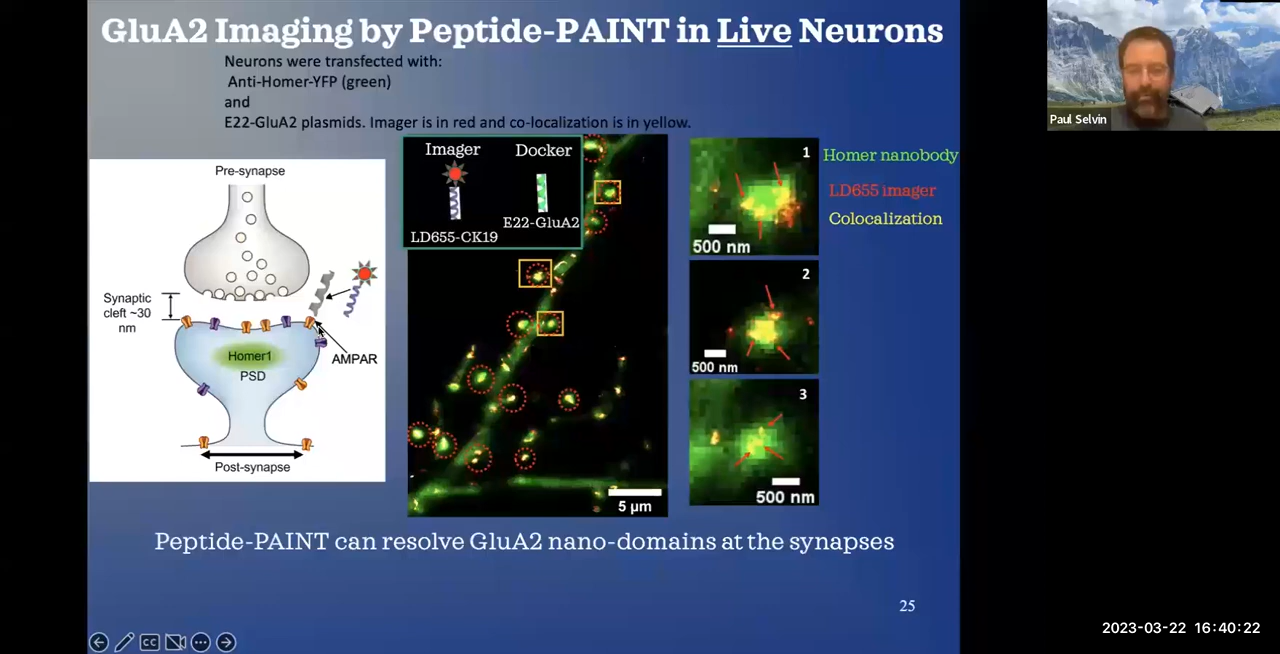 GluA2 Imaging by Peptide-PAINT in Live Neurons
Neurons were transfected with:
Anti-Homer-YFP (green)
and
E22-GluA2 plasmids. Imager is in red and co-localization is in yellow.
Paul Selvin
Pre-synapse
Synaptic
cleft ~30
nm
Homer1
PSD
AMPAR
Post-synapse
Imager
Docker
LD655-CK19
E22-GluA2
5 µm
1
500 nm
2
500 nm
3
500 nm
Homer nanobody
LD655 imager
Colocalization
Peptide-PAINT can resolve GluA2 nano-domains at the synapses
25
CC
2023-03-22 16:40:22